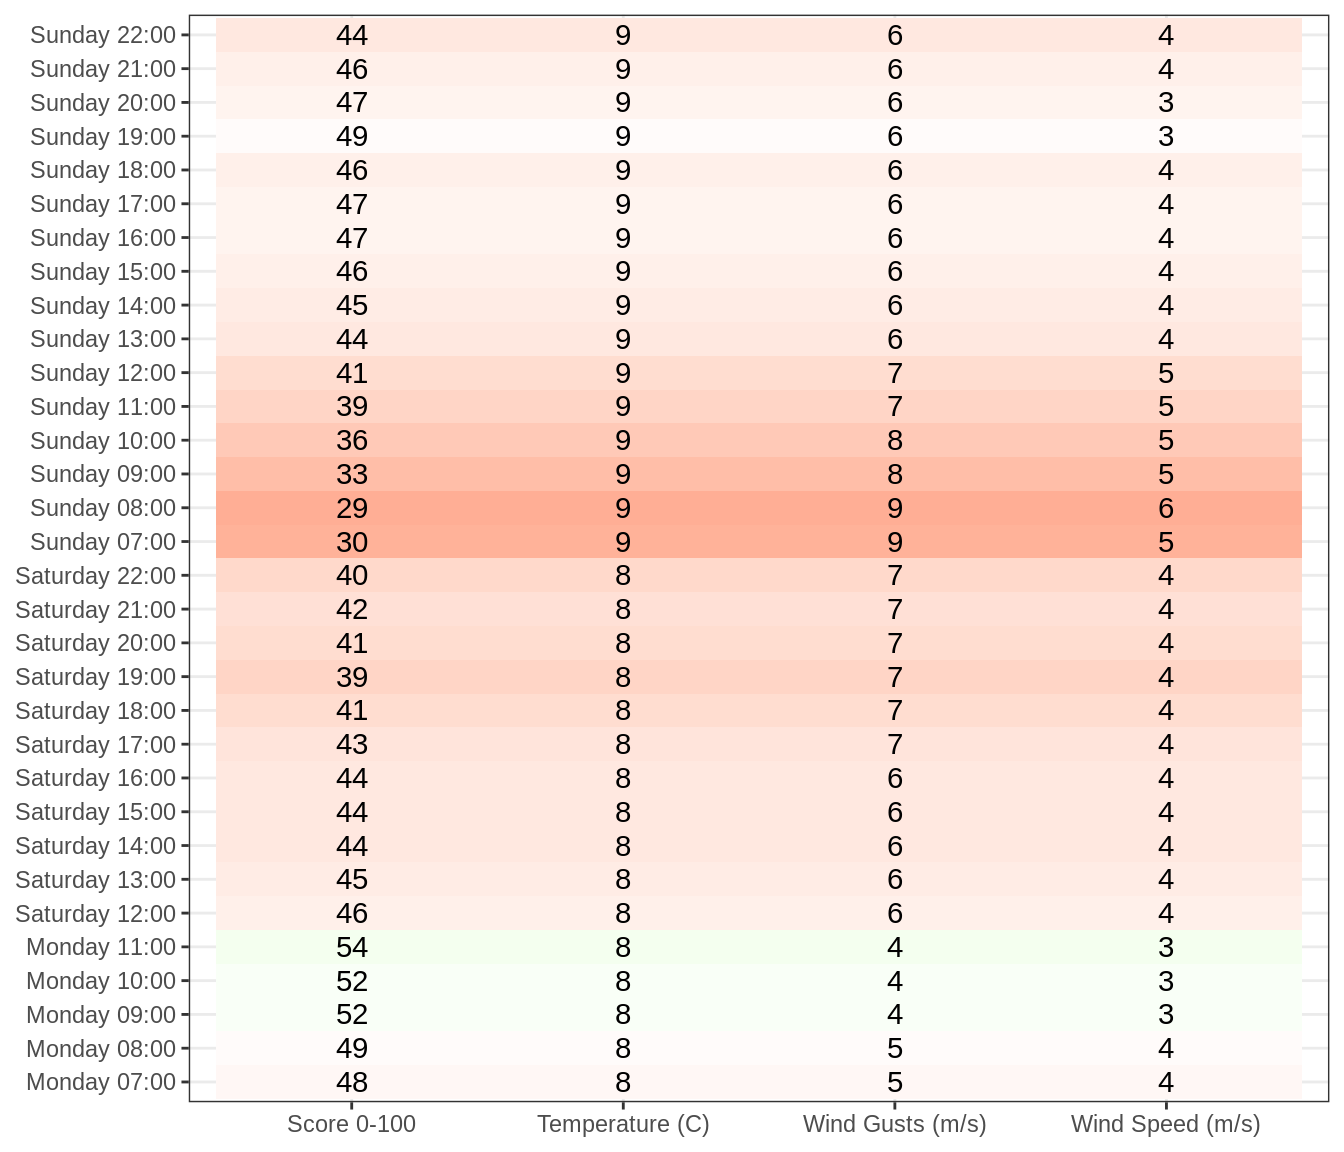 Sunday 22:00 44 9 6 4
Sunday 21:00 46 9 6 4
Sunday 20:00 47 9 6 3
Sunday 19:00 49 9 6 3
Sunday 18:00 46 9 6 4
Sunday 17:00 47 9 6 4
Sunday 16:00 47 9 6 4
Sunday 15:00 46 9 6 4
Sunday 14:00 45 9 6 4
Sunday 13:00 44 9 6 4
Sunday 12:00 41 9 7 5
Sunday 11:00 39 9 7 5
Sunday 10:00 36 9 8 5
Sunday 09:00 33 9 8 5
Sunday 08:00 29 9 9 6
Sunday 07:00 30 9 9 5
Saturday 22:00 40 8 7 4
Saturday 21:00 42 8 7 4
Saturday 20:00 41 8 7 4
Saturday 19:00 39 8 7 4
Saturday 18:00 41 8 7 4
Saturday 17:00 43 8 7 4
Saturday 16:00 44 8 6 4
Saturday 15:00 44 8 6 4
Saturday 14:00 44 8 6 4
Saturday 13:00 45 8 6 4
Saturday 12:00 46 8 6 4
Monday 11:00 54 8 4 3
Monday 10:00 52 8 4 3
Monday 09:00 52 8 4 3
Monday 08:00 49 8 5 4
Monday 07:00 48 8 5 4
Score 0-100 Temperature (C) Wind Gusts (m/s) Wind Speed (m/s)